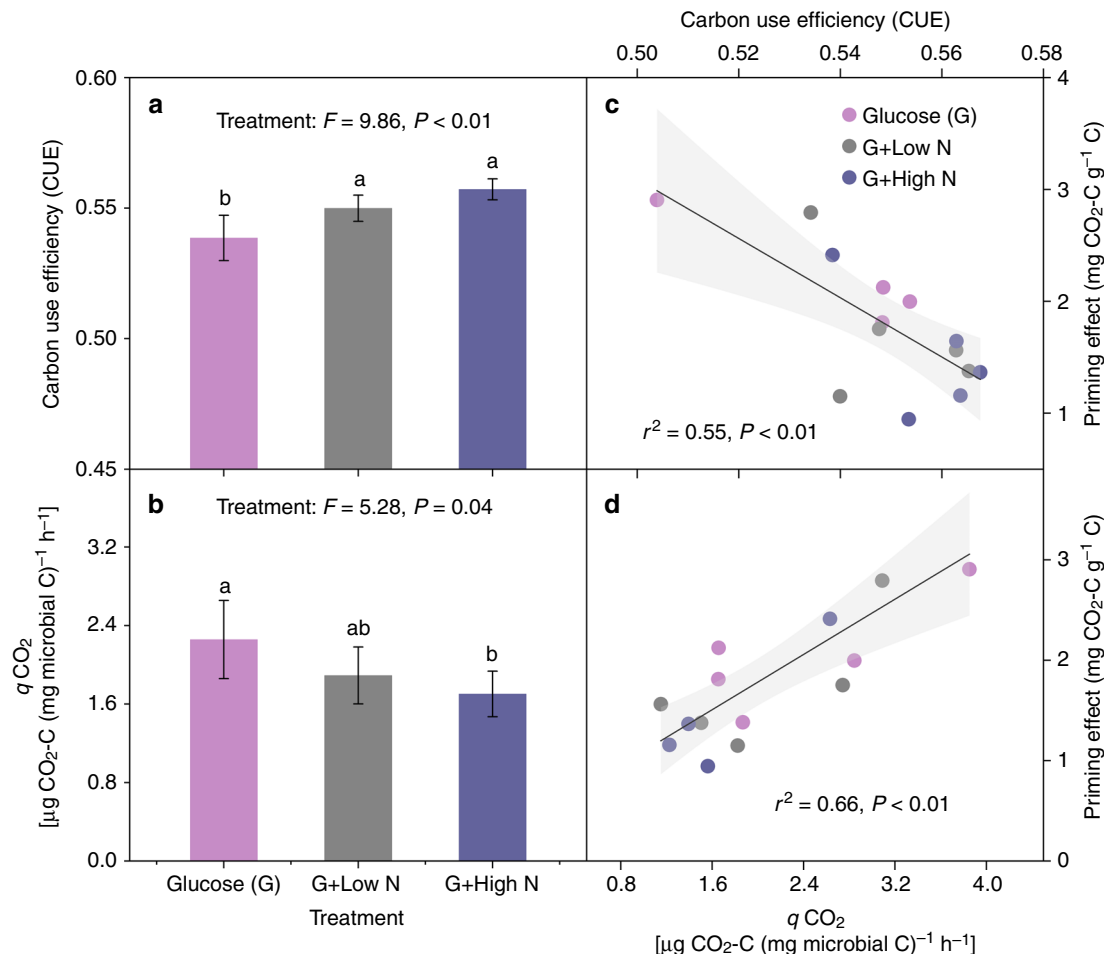 Carbon use efficiency (CUE)
0.50 0.52 0.54 0.56 0.58
a
Treatment: F = 9.86, P < 0.01
b
a
a
0.60
0.55
0.50
0.45
Carbon use efficiency (CUE)
c
Glucose (G)
G+Low N
G+High N
r² = 0.55, P < 0.01
4
3
2
1
Priming effect (mg CO₂-C g⁻¹ C)
b
Treatment: F = 5.28, P = 0.04
a
ab
b
3.2
2.4
1.6
0.8
0.0
q CO₂
[µg CO₂-C (mg microbial C)⁻¹ h⁻¹]
Glucose (G) G+Low N G+High N
Treatment
d
r² = 0.66, P < 0.01
3
2
1
0
Priming effect (mg CO₂-C g⁻¹ C)
0.8 1.6 2.4 3.2 4.0
q CO₂
[µg CO₂-C (mg microbial C)⁻¹ h⁻¹]